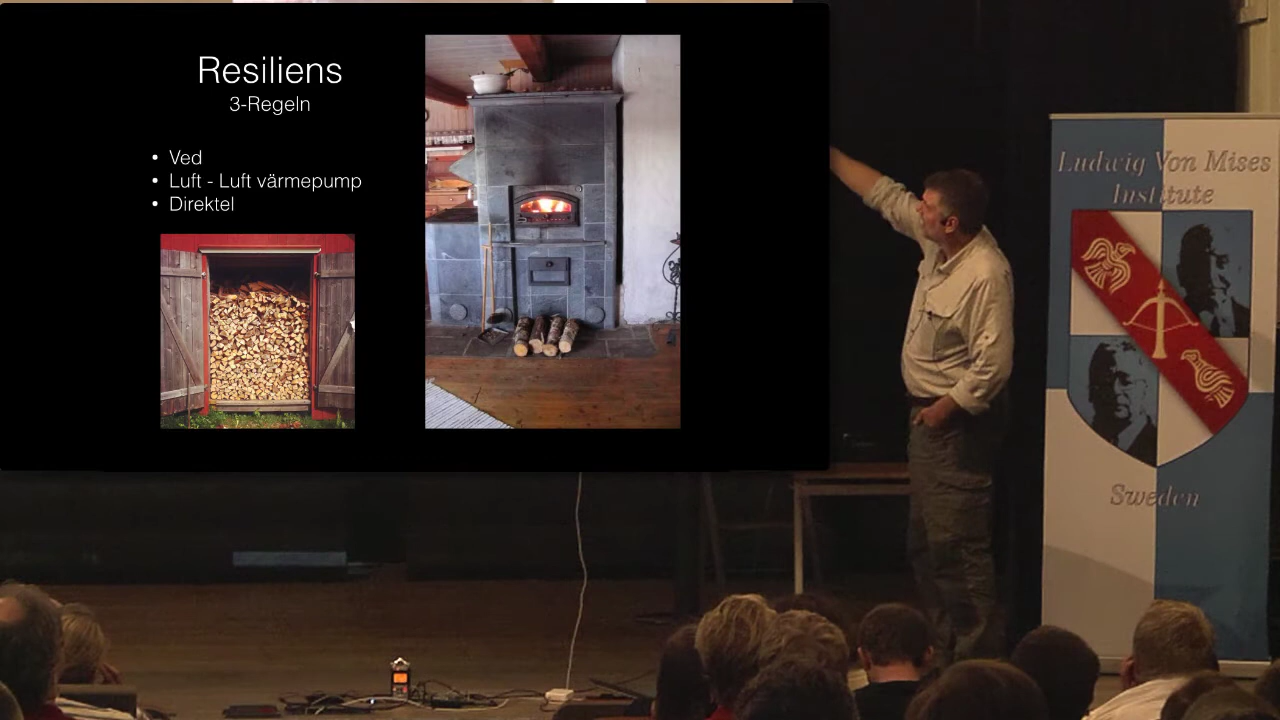 Resiliens
3-Regeln
• Ved
• Luft - Luft värmepump
• Direktel
Ludwig Von Mises
Institute
Sweden